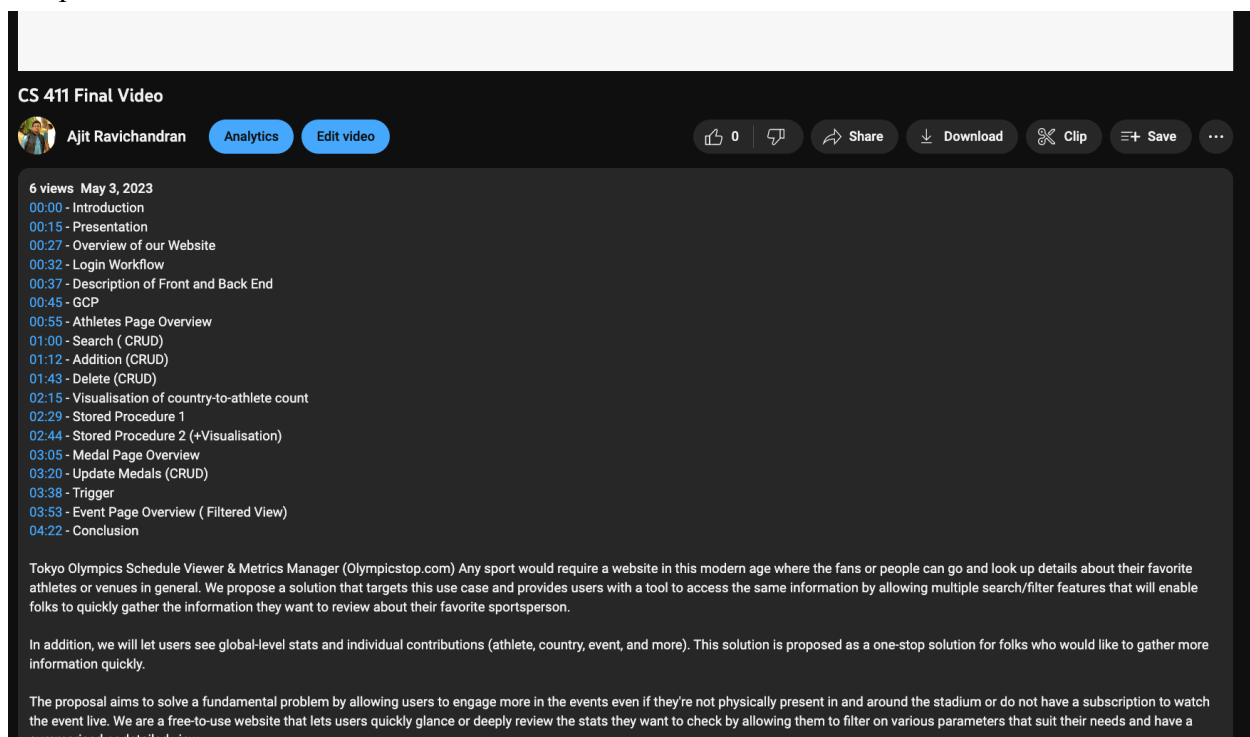 CS 411 Final Video
Ajit Ravichandran
Analytics
Edit video
0
Share
Download
Clip
Save
6 views May 3, 2023
00:00 - Introduction
00:15 - Presentation
00:27 - Overview of our Website
00:32 - Login Workflow
00:37 - Description of Front and Back End
00:45 - GCP
00:55 - Athletes Page Overview
01:00 - Search ( CRUD)
01:12 - Addition (CRUD)
01:43 - Delete (CRUD)
02:15 - Visualisation of country-to-athlete count
02:29 - Stored Procedure 1
02:44 - Stored Procedure 2 (+Visualisation)
03:05 - Medal Page Overview
03:20 - Update Medals (CRUD)
03:38 - Trigger
03:53 - Event Page Overview ( Filtered View)
04:22 - Conclusion
Tokyo Olympics Schedule Viewer & Metrics Manager (Olympicstop.com) Any sport would require a website in this modern age where the fans or people can go and look up details about their favorite
athletes or venues in general. We propose a solution that targets this use case and provides users with a tool to access the same information by allowing multiple search/filter features that will enable
folks to quickly gather the information they want to review about their favorite sportsperson.
In addition, we will let users see global-level stats and individual contributions (athlete, country, event, and more). This solution is proposed as a one-stop solution for folks who would like to gather more
information quickly.
The proposal aims to solve a fundamental problem by allowing users to engage more in the events even if they're not physically present in and around the stadium or do not have a subscription to watch
the event live. We are a free-to-use website that lets users quickly glance or deeply review the stats they want to check by allowing them to filter on various parameters that suit their needs and have a